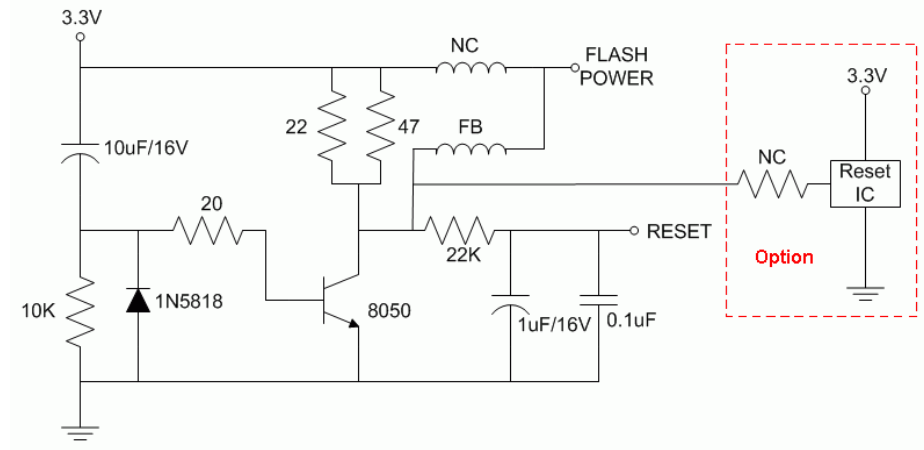 3.3V
NC
FLASH
POWER
3.3V
22
47
FB
10uF/16V
NC
Reset
IC
20
RESET
22K
Option
10K
1N5818
8050
1uF/16V
0.1uF